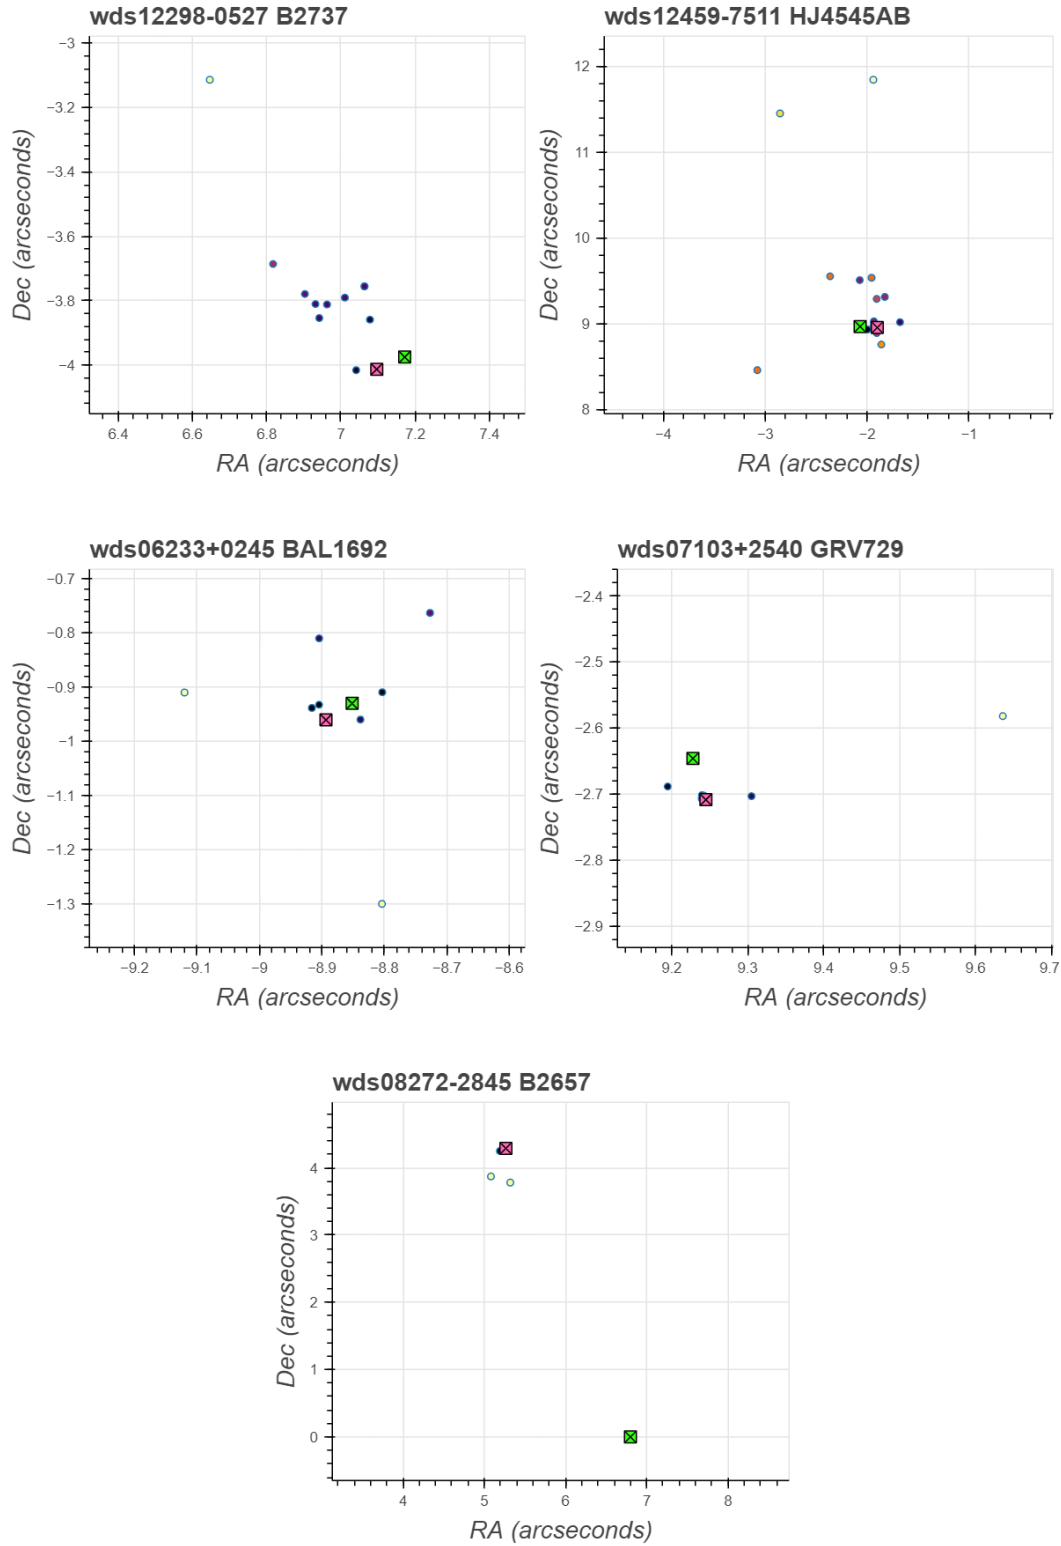 wds12298-0527 B2737
−3
−3.2
−3.4
−3.6
−3.8
−4
Dec (arcseconds)
6.4 6.6 6.8 7 7.2 7.4
RA (arcseconds)
wds12459-7511 HJ4545AB
12
11
10
9
8
Dec (arcseconds)
−4 −3 −2 −1
RA (arcseconds)
wds06233+0245 BAL1692
−0.7
−0.8
−0.9
−1
−1.1
−1.2
−1.3
Dec (arcseconds)
−9.2 −9.1 −9 −8.9 −8.8 −8.7 −8.6
RA (arcseconds)
wds07103+2540 GRV729
−2.4
−2.5
−2.6
−2.7
−2.8
−2.9
Dec (arcseconds)
9.2 9.3 9.4 9.5 9.6 9.7
RA (arcseconds)
wds08272-2845 B2657
4
3
2
1
0
Dec (arcseconds)
4 5 6 7 8
RA (arcseconds)